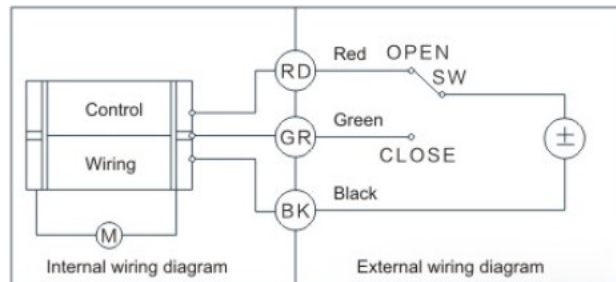 Control
Wiring
M
Internal wiring diagram
RD
GR
BK
Red
OPEN
SW
Green
CLOSE
Black
±
External wiring diagram